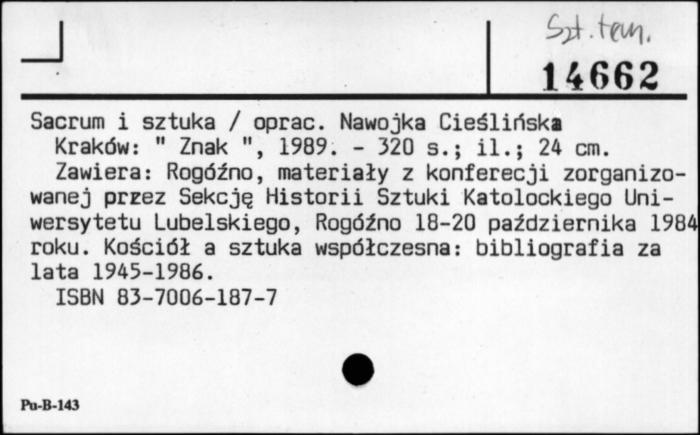 Szt. tem.
14662
Sacrum i sztuka / oprac. Nawojka Cieślińska
Kraków: " Znak ", 1989. - 320 s.; il.; 24 cm.
Zawiera: Rogóźno, materiały z konferecji zorganizo-
wanej przez Sekcję Historii Sztuki Katolockiego Uni-
wersytetu Lubelskiego, Rogóźno 18-20 października 1984
roku. Kościół a sztuka współczesna: bibliografia za
lata 1945-1986.
ISBN 83-7006-187-7
Pu-B-143